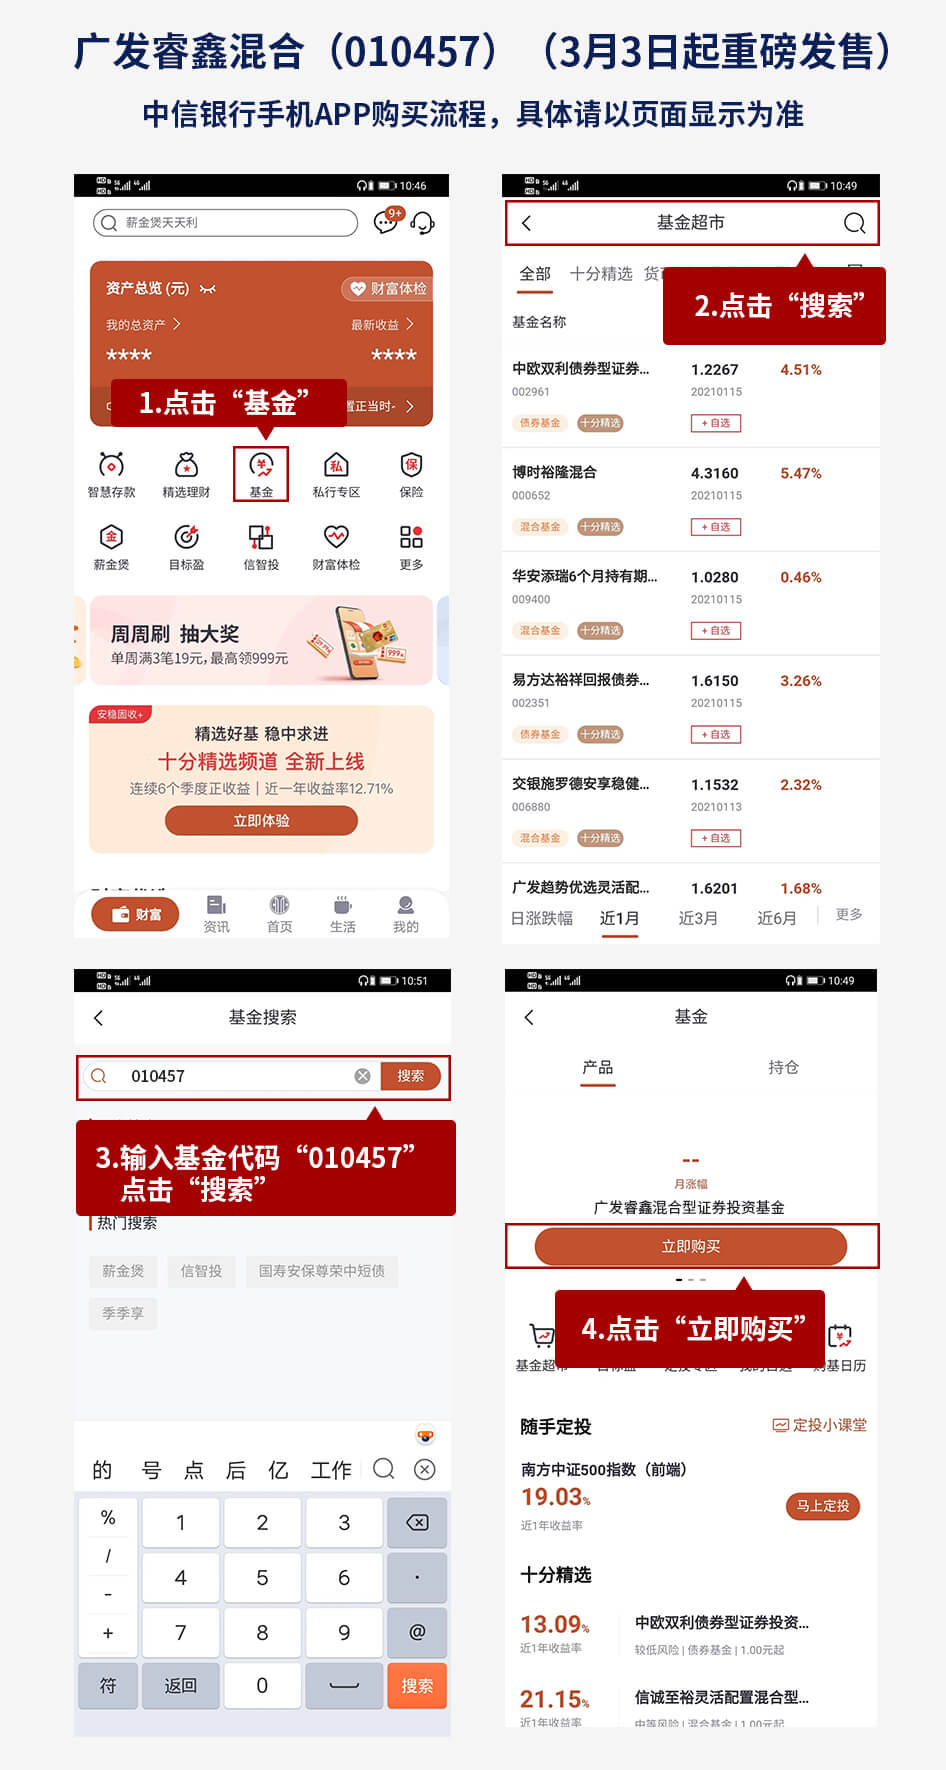 广发睿鑫混合（010457）（3月3日起重磅发售）
中信银行手机APP购买流程，具体请以页面显示为准
10:46
薪金煲天天利
9+
资产总览 (元)
财富体检
我的总资产
最新收益
****
****
置正当时-
1.点击“基金”
智慧存款
精选理财
基金
私行专区
保险
薪金煲
目标盈
信智投
财富体检
更多
周周刷 抽大奖
单周满3笔19元，最高领999元
安稳固收+
精选好基 稳中求进
十分精选频道 全新上线
连续6个季度正收益｜近一年收益率12.71%
立即体验
财富
资讯
首页
生活
我的
10:49
基金超市
全部
十分精选
2.点击“搜索”
基金名称
中欧双利债券型证券...
1.2267
4.51%
002961
20210115
债券基金
十分精选
+ 自选
博时裕隆混合
4.3160
5.47%
000652
20210115
混合基金
十分精选
+ 自选
华安添瑞6个月持有期...
1.0280
0.46%
009400
20210115
混合基金
十分精选
+ 自选
易方达裕祥回报债券...
1.6150
3.26%
002351
20210115
债券基金
十分精选
+ 自选
交银施罗德安享稳健...
1.1532
2.32%
006880
20210113
混合基金
十分精选
+ 自选
广发趋势优选灵活配...
1.6201
1.68%
日涨跌幅
近1月
近3月
近6月
更多
10:51
基金搜索
010457
搜索
3.输入基金代码“010457”
点击“搜索”
热门搜索
薪金煲
信智投
国寿安保尊荣中短债
季季享
的 号 点 后 亿 工作
% 1 2 3
/ 4 5 6 .
- 7 8 9 @
+
符 返回 0 搜索
10:49
基金
产品
持仓
--
月涨幅
广发睿鑫混合型证券投资基金
立即购买
4.点击“立即购买”
基金超市
购基日历
随手定投
定投小课堂
南方中证500指数（前端）
19.03%
近1年收益率
马上定投
十分精选
13.09%
中欧双利债券型证券投资...
近1年收益率
较低风险 | 债券基金 | 1.00元起
21.15%
信诚至裕灵活配置混合型...
近1年收益率
中等风险 | 混合基金 | 1.00元起